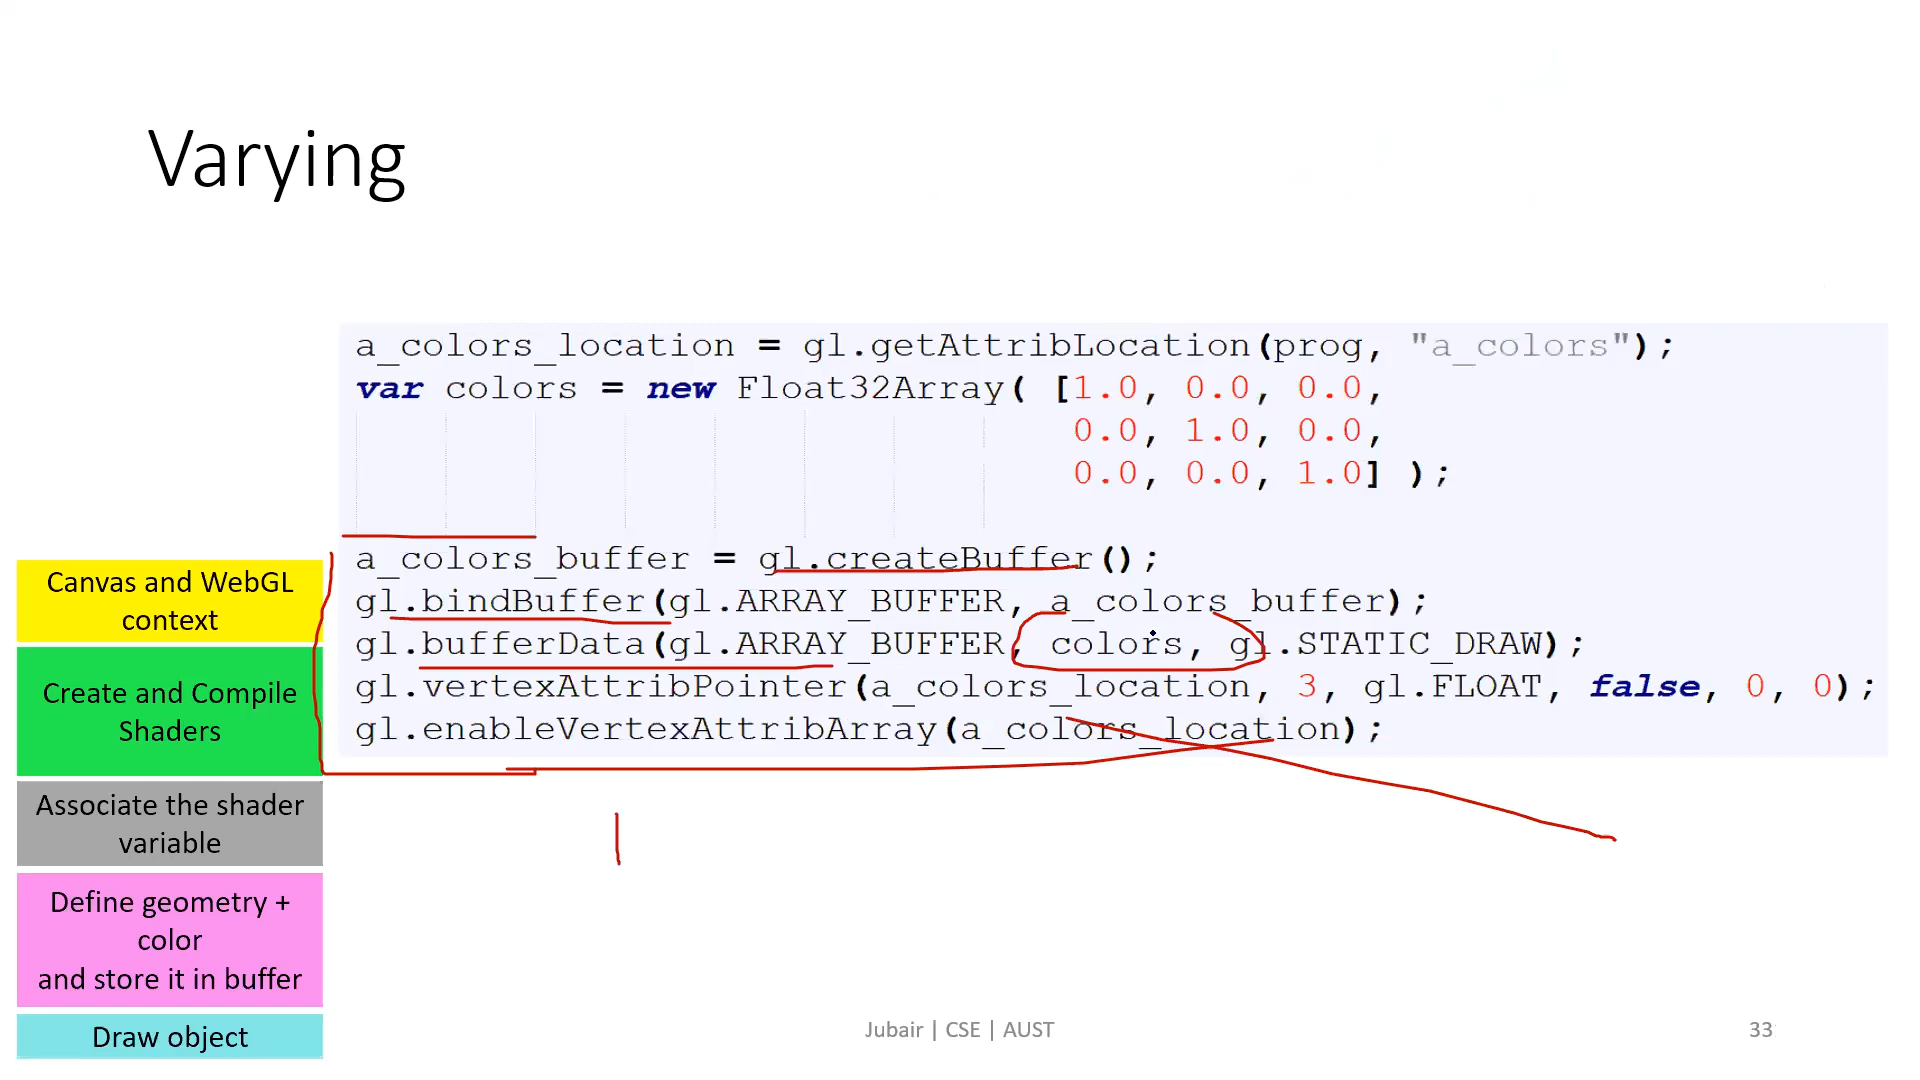 Varying
a_colors_location = gl.getAttribLocation(prog, "a_colors");
var colors = new Float32Array( [1.0, 0.0, 0.0,
0.0, 1.0, 0.0,
0.0, 0.0, 1.0] );
a_colors_buffer = gl.createBuffer();
gl.bindBuffer(gl.ARRAY_BUFFER, a_colors_buffer);
gl.bufferData(gl.ARRAY_BUFFER, colors, gl.STATIC_DRAW);
gl.vertexAttribPointer(a_colors_location, 3, gl.FLOAT, false, 0, 0);
gl.enableVertexAttribArray(a_colors_location);
Canvas and WebGL
context
Create and Compile
Shaders
Associate the shader
variable
Define geometry +
color
and store it in buffer
Draw object
Jubair | CSE | AUST
33